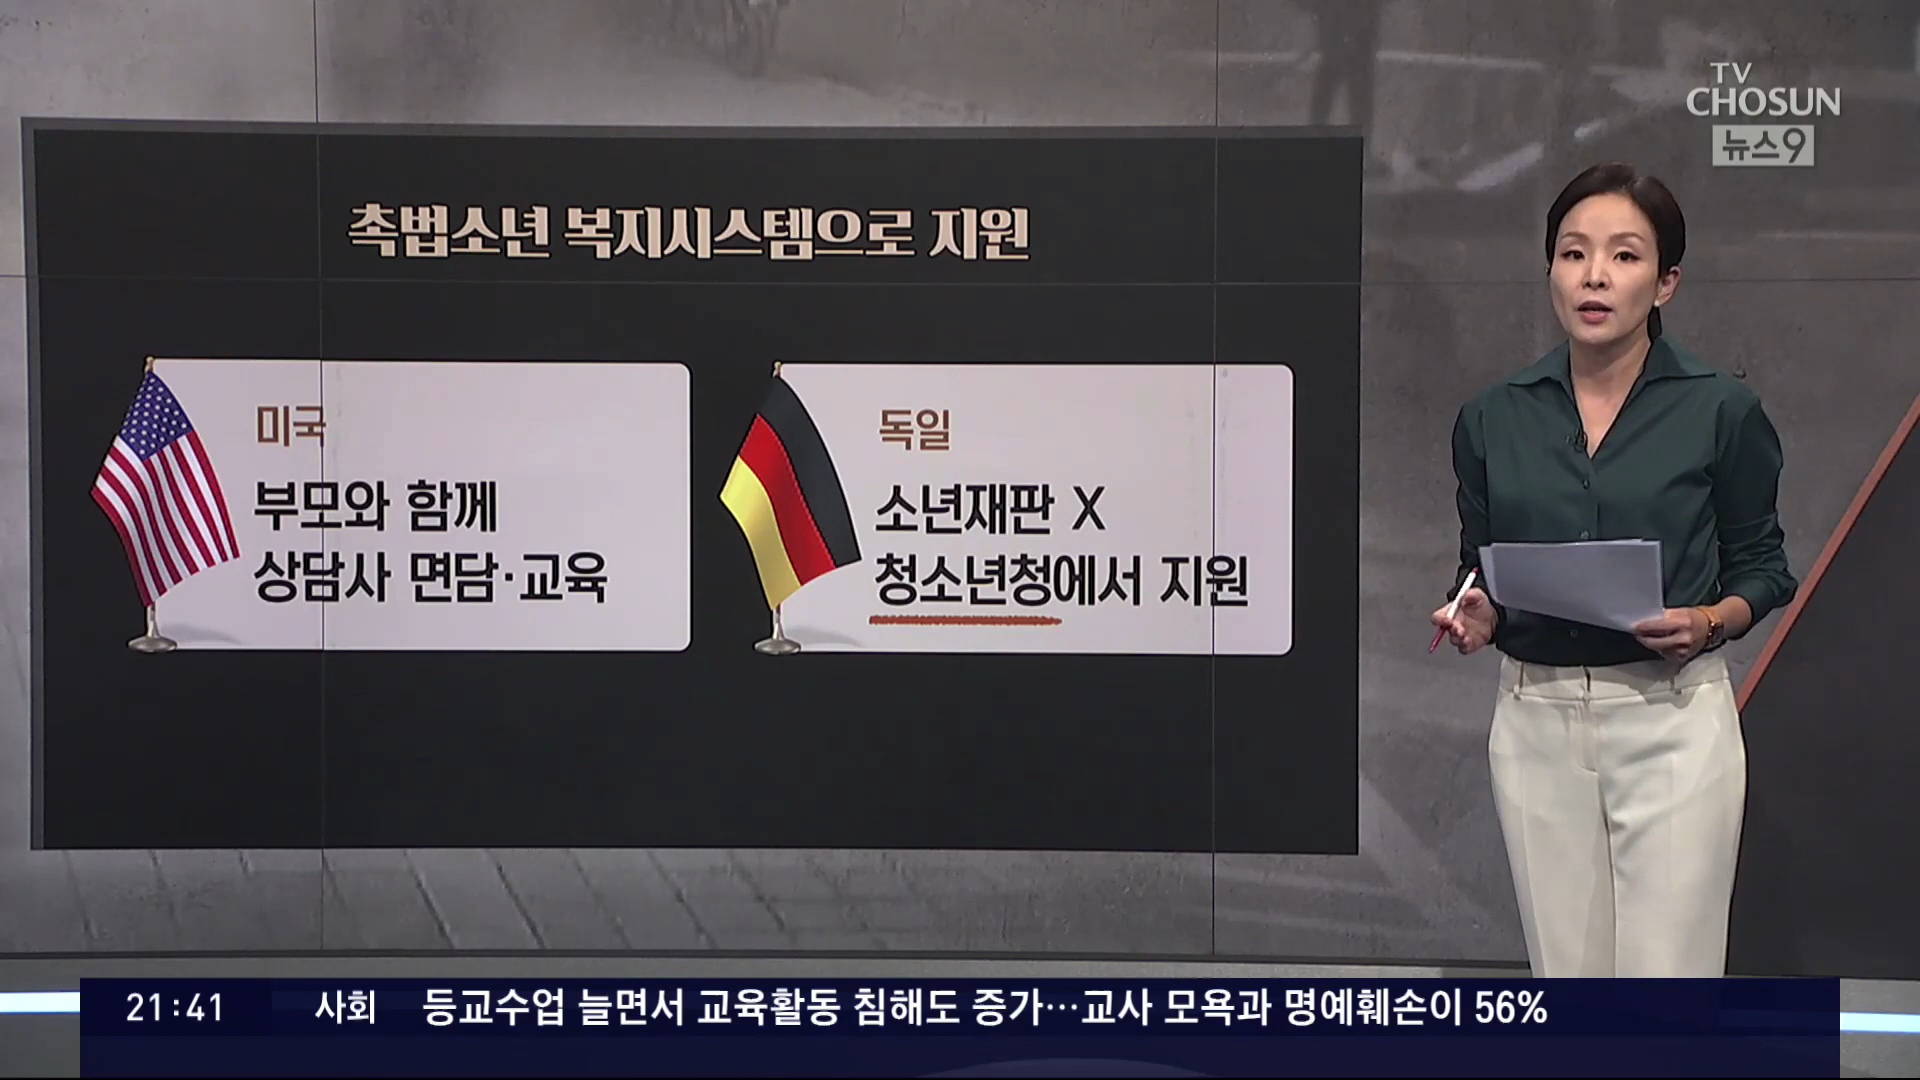 TV
CHOSUN
뉴스9
촉법소년 복지시스템으로 지원
미국
부모와 함께
상담사 면담·교육
독일
소년재판 X
청소년청에서 지원
21:41 사회 등교수업 늘면서 교육활동 침해도 증가…교사 모욕과 명예훼손이 56%